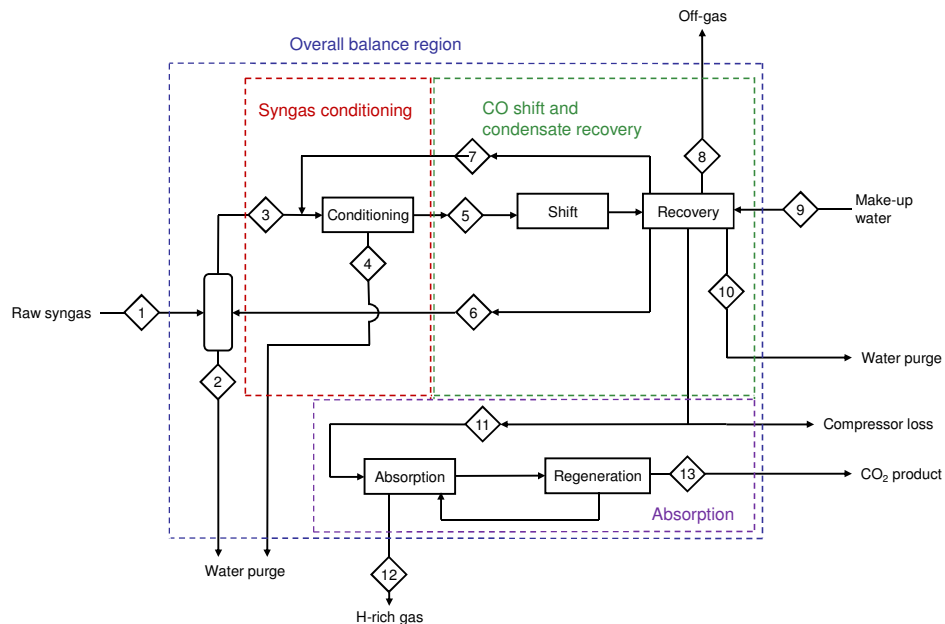 Off-gas
Overall balance region
Syngas conditioning
CO shift and
condensate recovery
7
8
3
Conditioning
5
Shift
Recovery
9
Make-up
water
4
10
Raw syngas
1
6
2
Water purge
11
Compressor loss
Absorption
Regeneration
13
CO₂ product
Absorption
Water purge
12
H-rich gas